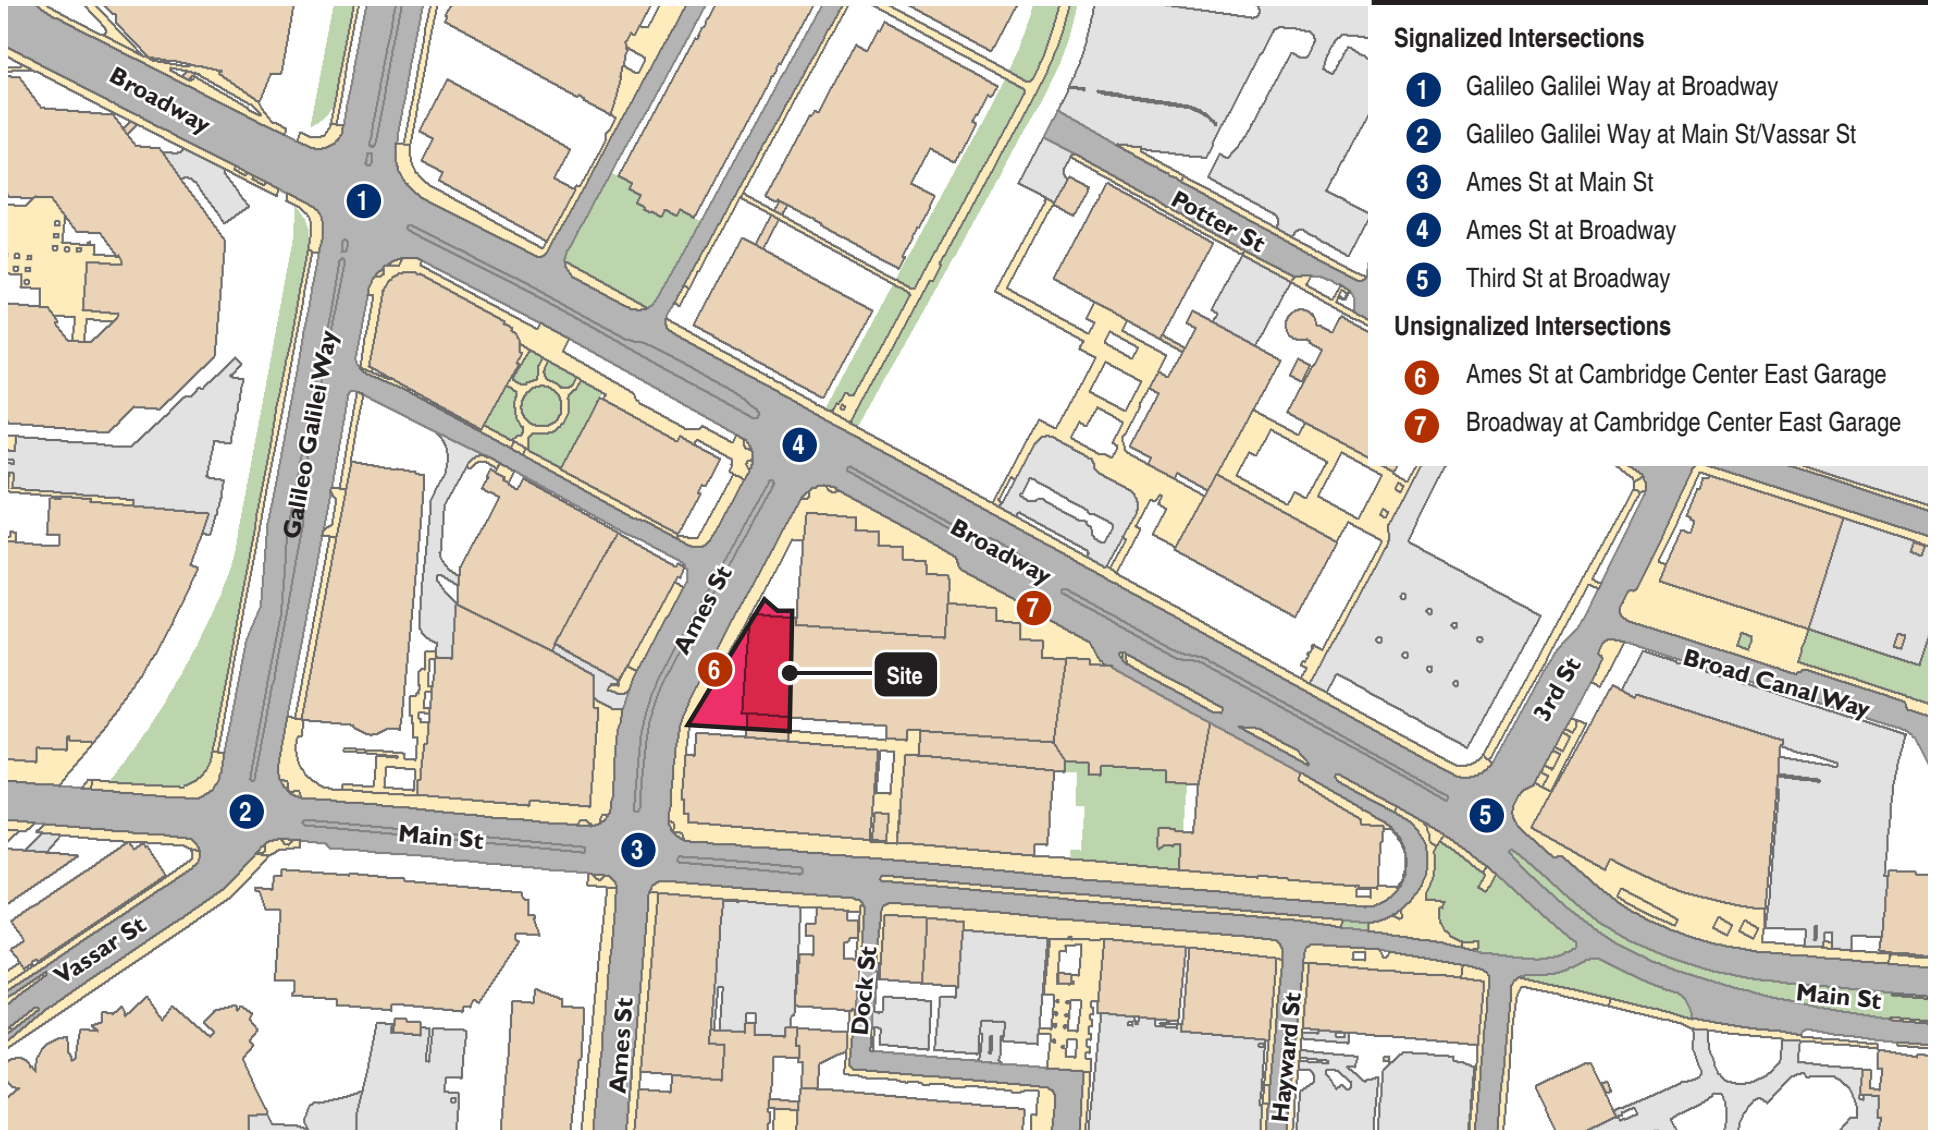 Signalized Intersections
1 Galileo Galilei Way at Broadway
2 Galileo Galilei Way at Main St/Vassar St
3 Ames St at Main St
4 Ames St at Broadway
5 Third St at Broadway
Unsignalized Intersections
6 Ames St at Cambridge Center East Garage
7 Broadway at Cambridge Center East Garage
Broadway
1
Potter St
Galileo Galilei Way
4
Broadway
7
Ames St
6
Site
3rd St
Broad Canal Way
2
Main St
3
5
Vassar St
Ames St
Dock St
Hayward St
Main St